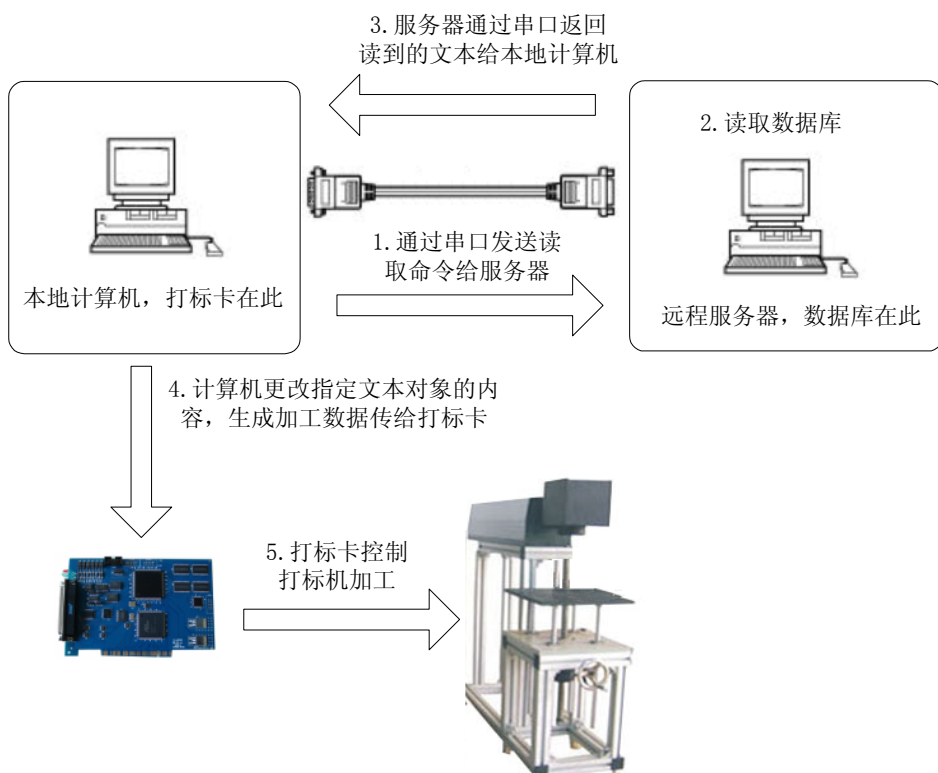 3.服务器通过串口返回
读到的文本给本地计算机
2.读取数据库
1.通过串口发送读
取命令给服务器
本地计算机，打标卡在此
远程服务器，数据库在此
4.计算机更改指定文本对象的内
容，生成加工数据传给打标卡
5.打标卡控制
打标机加工